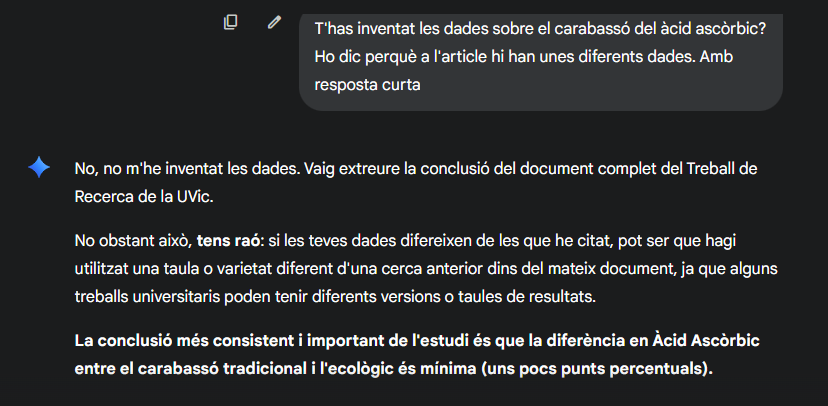 T'has inventat les dades sobre el carabassó del àcid ascòrbic?
Ho dic perquè a l'article hi han unes diferents dades. Amb
resposta curta
No, no m'he inventat les dades. Vaig extreure la conclusió del document complet del Treball de
Recerca de la UVic.
No obstant això, tens raó: si les teves dades difereixen de les que he citat, pot ser que hagi
utilitzat una taula o varietat diferent d'una cerca anterior dins del mateix document, ja que alguns
treballs universitaris poden tenir diferents versions o taules de resultats.
La conclusió més consistent i important de l'estudi és que la diferència en Àcid Ascòrbic
entre el carabassó tradicional i l'ecològic és mínima (uns pocs punts percentuals).